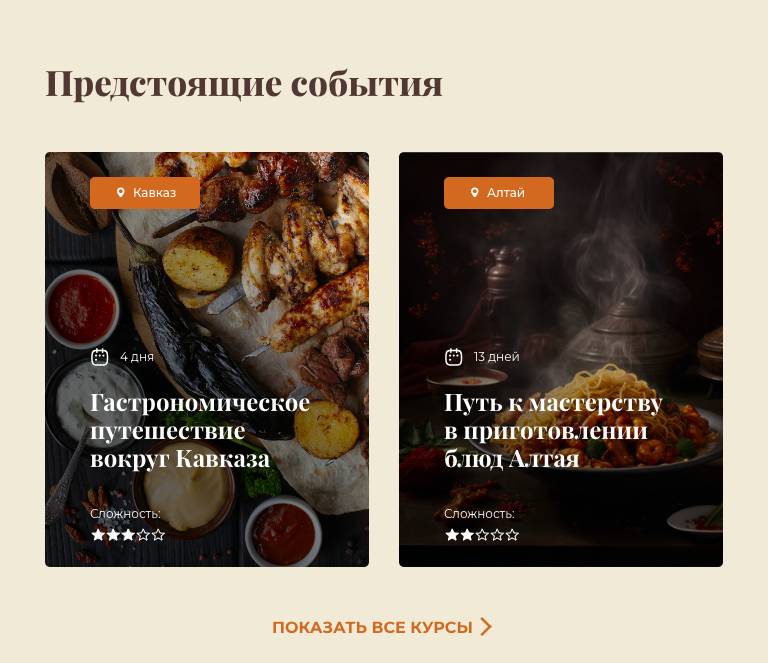 Предстоящие события
Кавказ
4 дня
Гастрономическое
путешествие
вокруг Кавказа
Сложность:
Алтай
13 дней
Путь к мастерству
в приготовлении
блюд Алтая
Сложность:
ПОКАЗАТЬ ВСЕ КУРСЫ